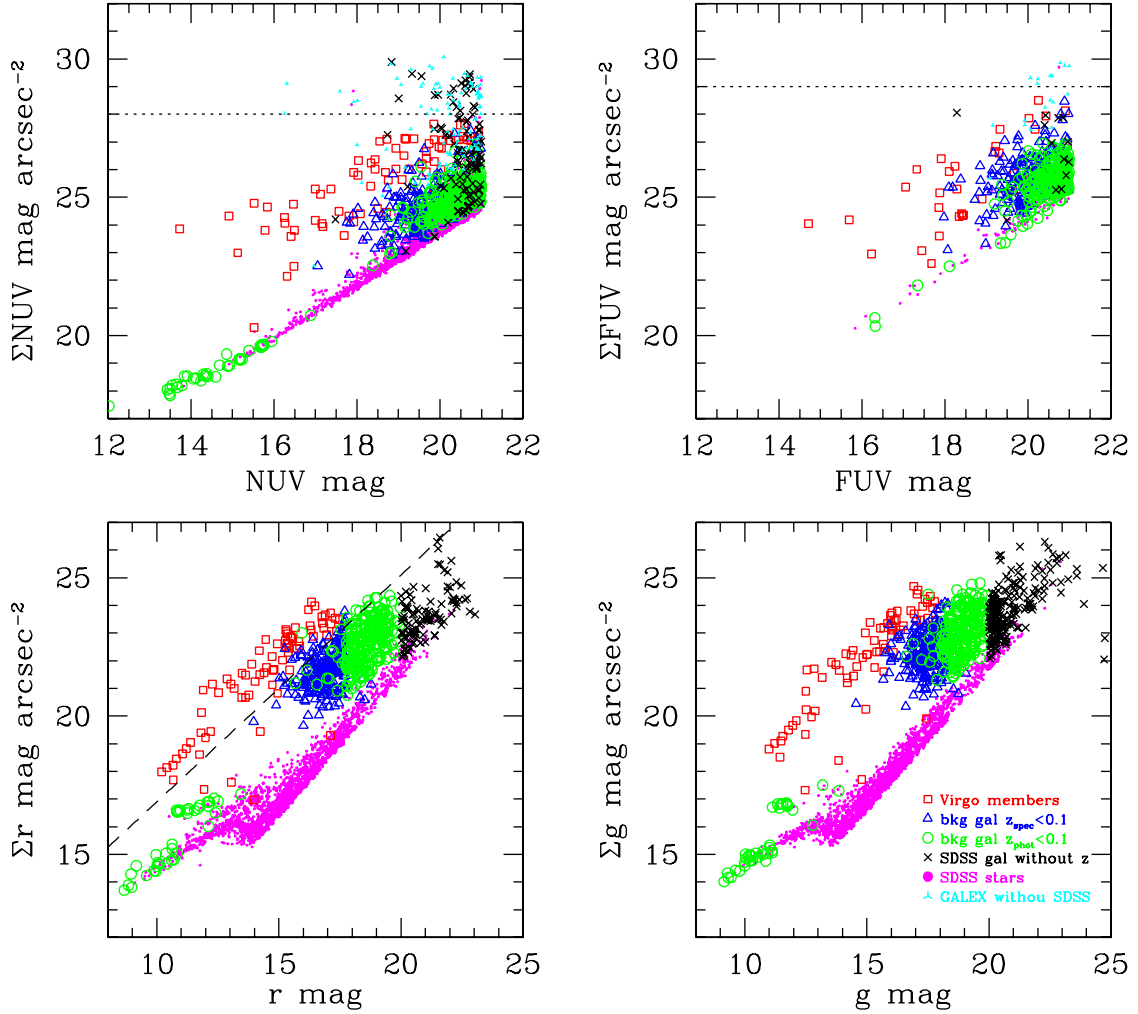 30
25
20
ΣNUV mag arcsec−2
12 14 16 18 20 22
NUV mag
30
25
20
ΣFUV mag arcsec−2
12 14 16 18 20 22
FUV mag
25
20
15
Σr mag arcsec−2
10 15 20 25
r mag
25
20
15
Σg mag arcsec−2
10 15 20 25
g mag
Virgo members
bkg gal zspec<0.1
bkg gal zphot<0.1
SDSS gal without z
SDSS stars
GALEX withou SDSS